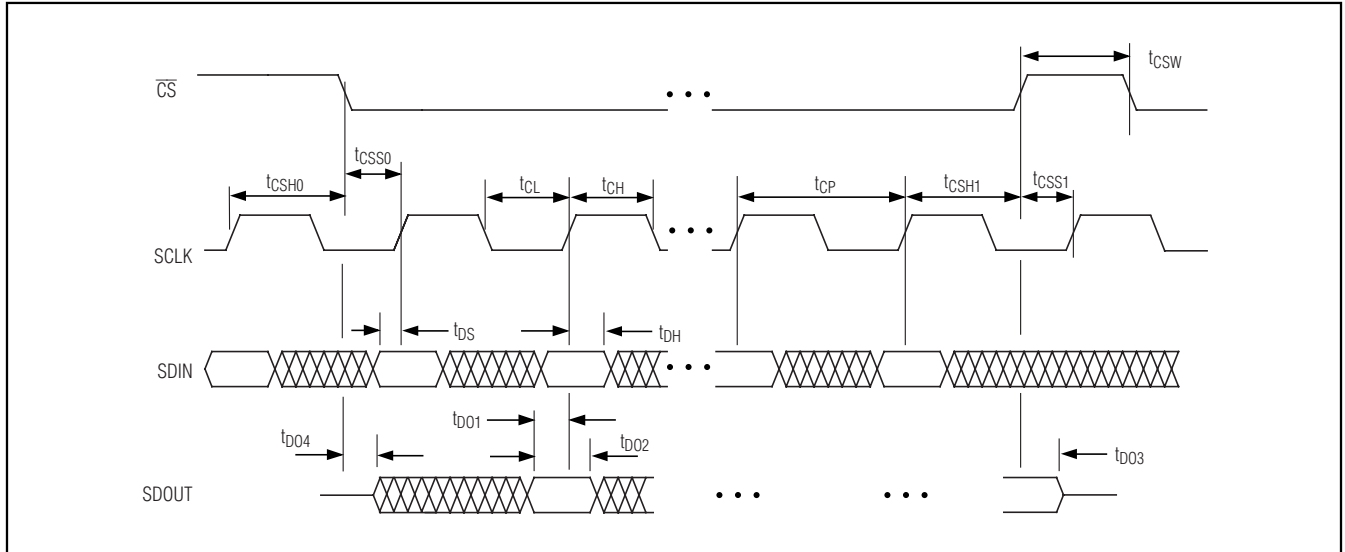 CS
tCSW
tCSS0
tCSH0
tCL
tCH
tCP
tCSH1
tCSS1
SCLK
tDS
tDH
SDIN
tDO1
tDO4
tDO2
tDO3
SDOUT